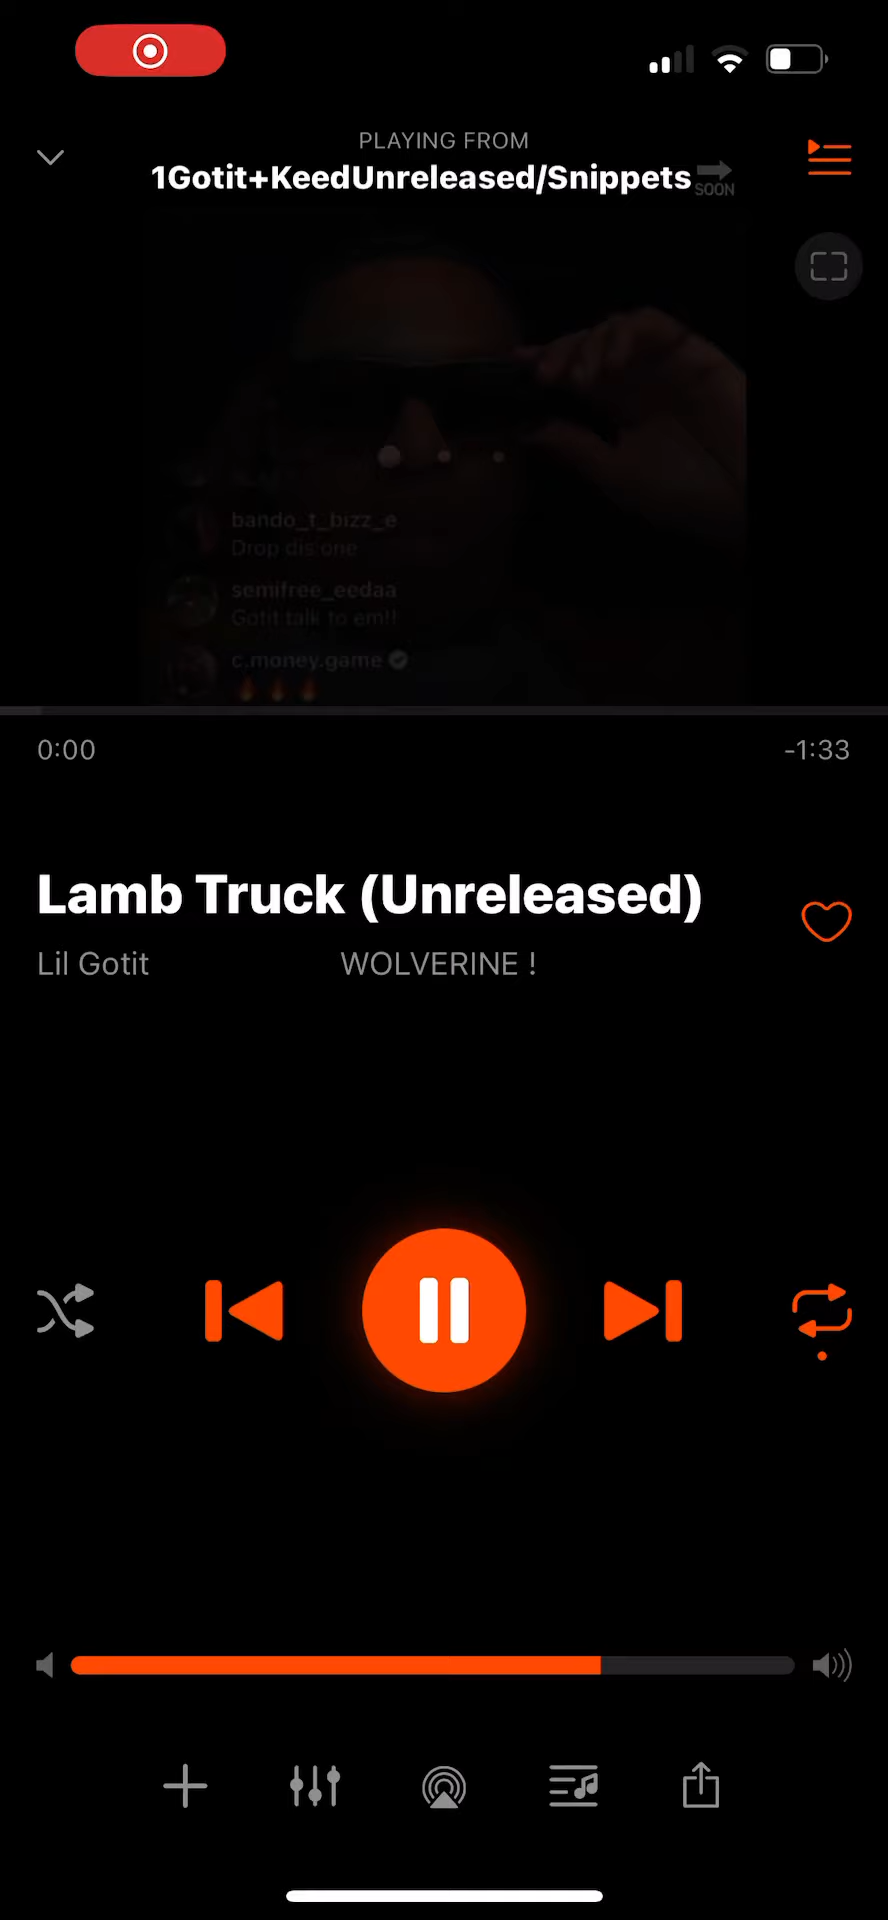 PLAYING FROM
1Gotit+KeedUnreleased/Snippets🔜
bando_t_bizz_e
Drop dis one
semifree_eedaa
Gotit talk to em!!
c.money.game
🔥🔥🔥
0:00
-1:33
Lamb Truck (Unreleased)
Lil Gotit WOLVERINE !